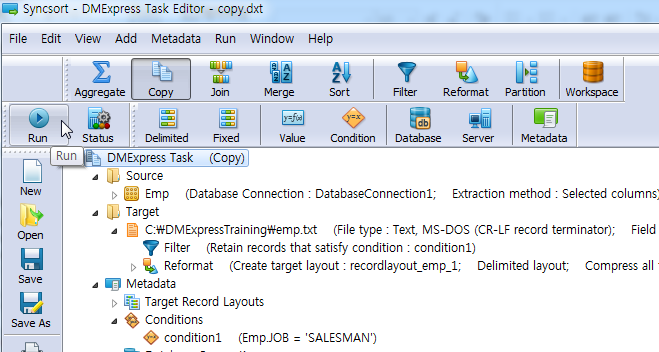 Syncsort - DMExpress Task Editor - copy.dxt
File Edit View Add Metadata Run Window Help
Aggregate Copy Join Merge Sort Filter Reformat Partition Workspace
Run Status Delimited Fixed Value Condition Database Server Metadata
Run
New
Open
Save
Save As
DMExpress Task (Copy)
Source
Emp (Database Connection : DatabaseConnection1; Extraction method : Selected columns)
Target
C:₩DMExpressTraining₩emp.txt (File type : Text, MS-DOS (CR-LF record terminator); Field
Filter (Retain records that satisfy condition : condition1)
Reformat (Create target layout : recordlayout_emp_1; Delimited layout; Compress all
Metadata
Target Record Layouts
Conditions
condition1 (Emp.JOB = 'SALESMAN')